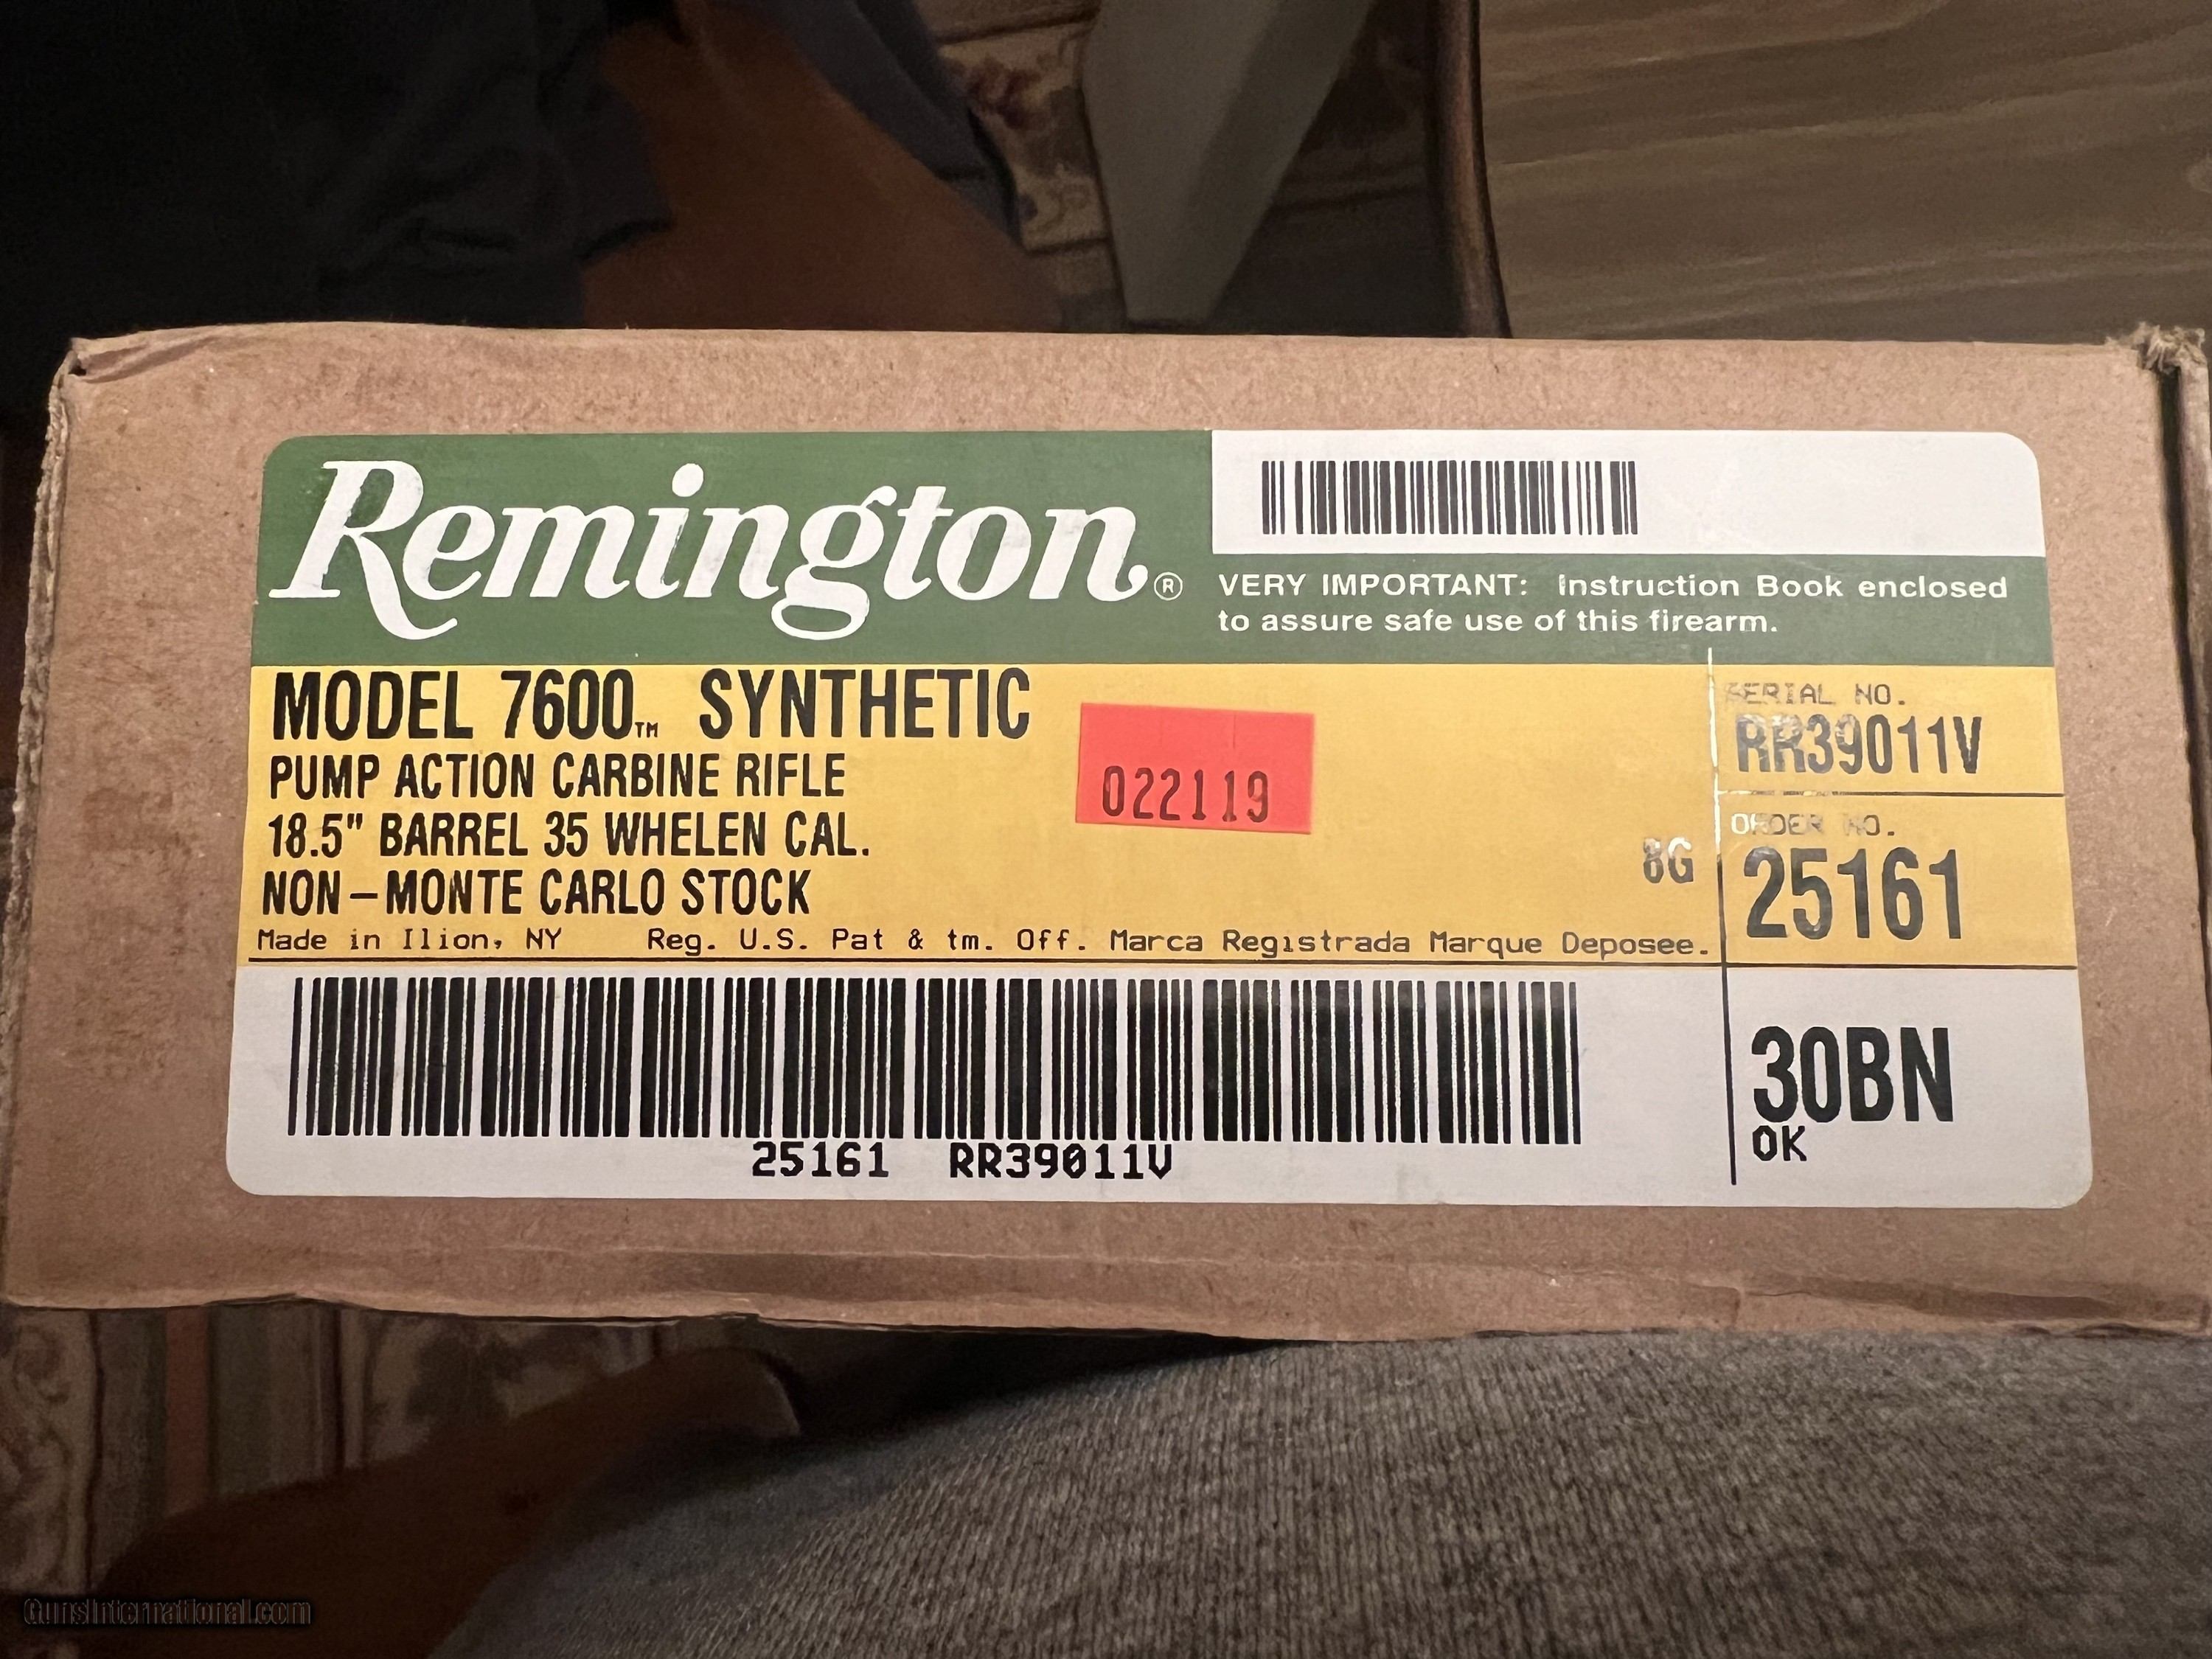 Remington®
VERY IMPORTANT: Instruction Book enclosed
to assure safe use of this firearm.
MODEL 7600™ SYNTHETIC
PUMP ACTION CARBINE RIFLE
18.5" BARREL 35 WHELEN CAL.
NON-MONTE CARLO STOCK
022119
8G
Made in Ilion, NY Reg. U.S. Pat & tm. Off. Marca Registrada Marque Deposee.
SERIAL NO.
RR39011V
ORDER NO.
25161
25161 RR39011V
30BN
OK
GunsInternational.com